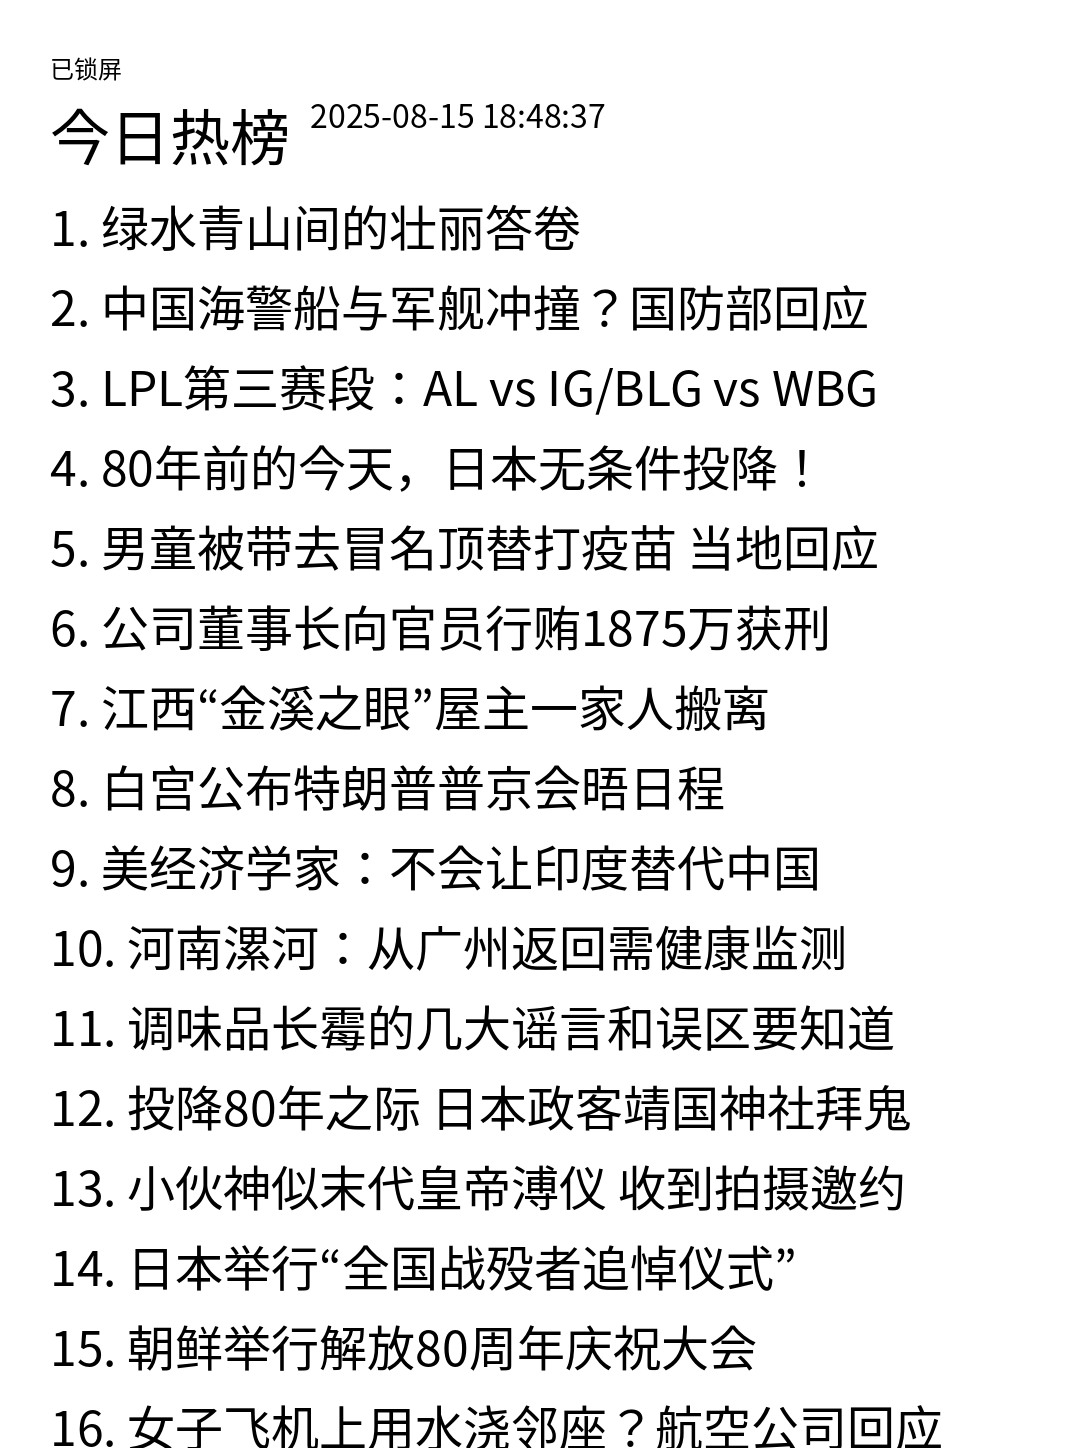 已锁屏
今日热榜 2025-08-15 18:48:37
1. 绿水青山间的壮丽答卷
2. 中国海警船与军舰冲撞？国防部回应
3. LPL第三赛段：AL vs IG/BLG vs WBG
4. 80年前的今天，日本无条件投降！
5. 男童被带去冒名顶替打疫苗 当地回应
6. 公司董事长向官员行贿1875万获刑
7. 江西“金溪之眼”屋主一家人搬离
8. 白宫公布特朗普普京会晤日程
9. 美经济学家：不会让印度替代中国
10. 河南漯河：从广州返回需健康监测
11. 调味品长霉的几大谣言和误区要知道
12. 投降80年之际 日本政客靖国神社拜鬼
13. 小伙神似末代皇帝溥仪 收到拍摄邀约
14. 日本举行“全国战殁者追悼仪式”
15. 朝鲜举行解放80周年庆祝大会
16. 女子飞机上用水浇邻座？航空公司回应